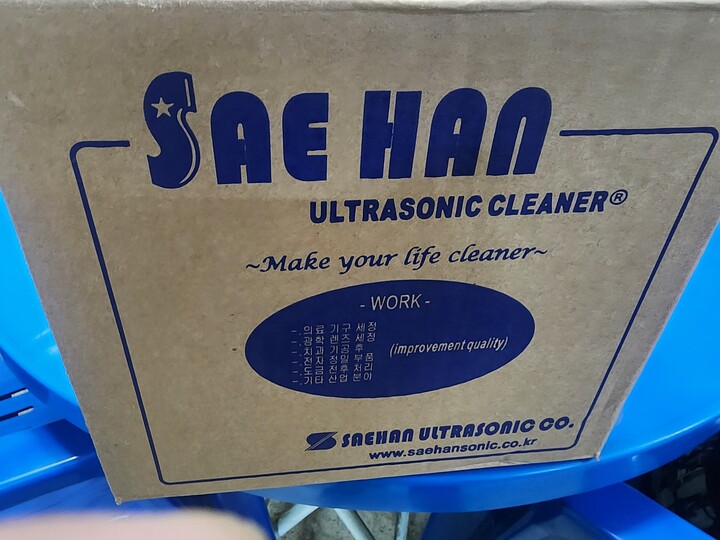 SAE HAN
ULTRASONIC CLEANER®
~Make your life cleaner~
- WORK -
-.의료 기구 세정
-.광학 렌즈 세정
-.치과 기공 후
-.전자 정밀 부품
-.도금 전후 처리
-.기타 산업 분야
(improvement quality)
SAEHAN ULTRASONIC CO.
www.saehansonic.co.kr